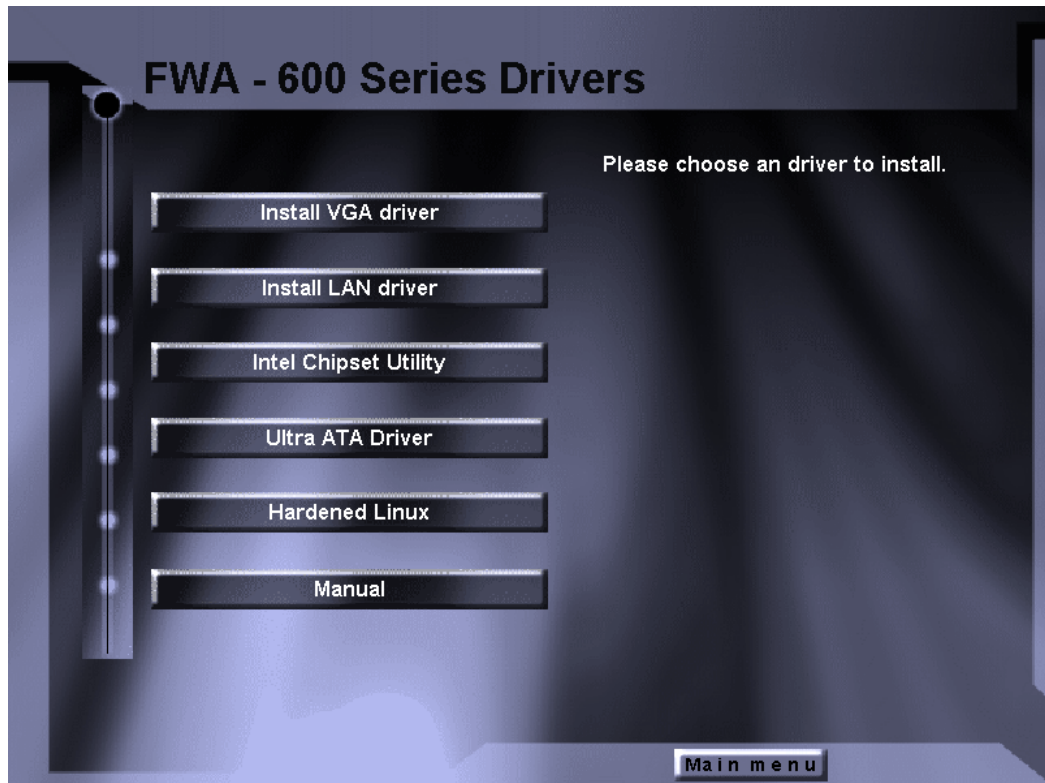 FWA - 600 Series Drivers
Please choose an driver to install.
Install VGA driver
Install LAN driver
Intel Chipset Utility
Ultra ATA Driver
Hardened Linux
Manual
Main menu